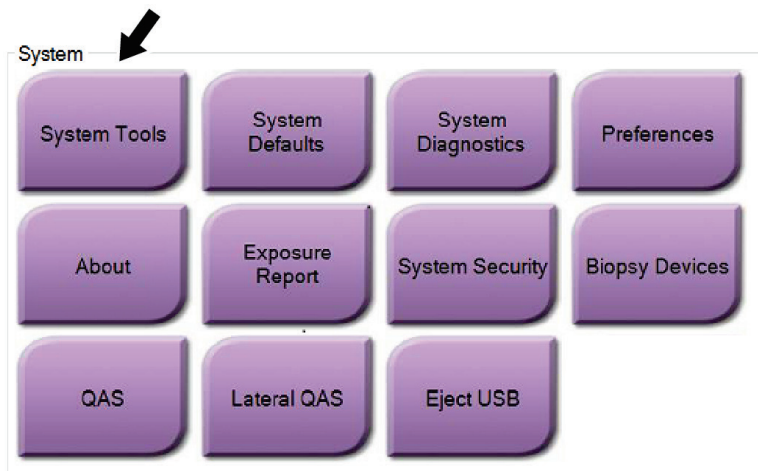 System
System Tools
System
Defaults
System
Diagnostics
Preferences
About
Exposure
Report
System Security
Biopsy Devices
QAS
Lateral QAS
Eject USB